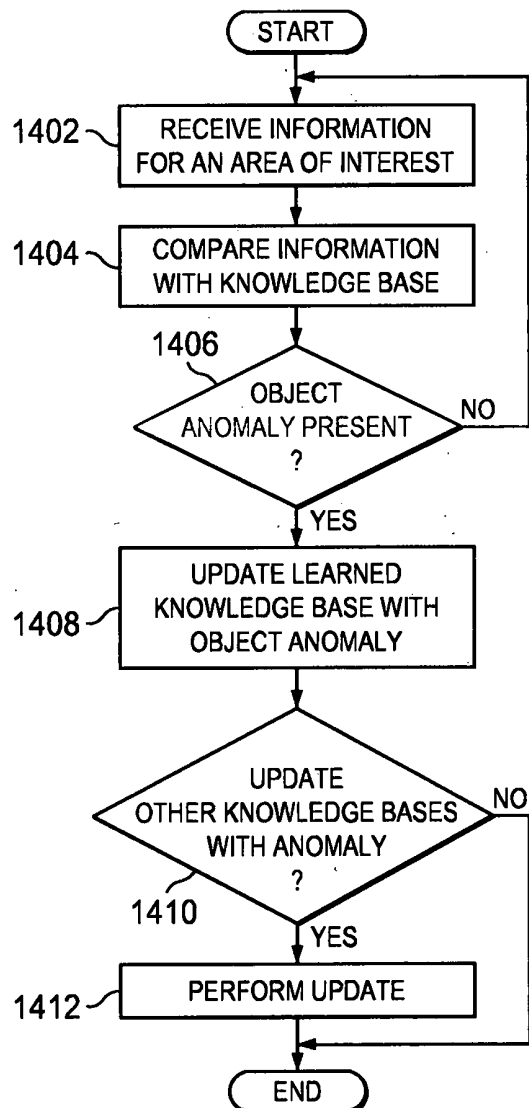 START
1402
RECEIVE INFORMATION
FOR AN AREA OF INTEREST
1404
COMPARE INFORMATION
WITH KNOWLEDGE BASE
1406
OBJECT
ANOMALY PRESENT
?
NO
YES
1408
UPDATE LEARNED
KNOWLEDGE BASE WITH
OBJECT ANOMALY
UPDATE
OTHER KNOWLEDGE BASES
WITH ANOMALY
?
NO
1410
YES
1412
PERFORM UPDATE
END